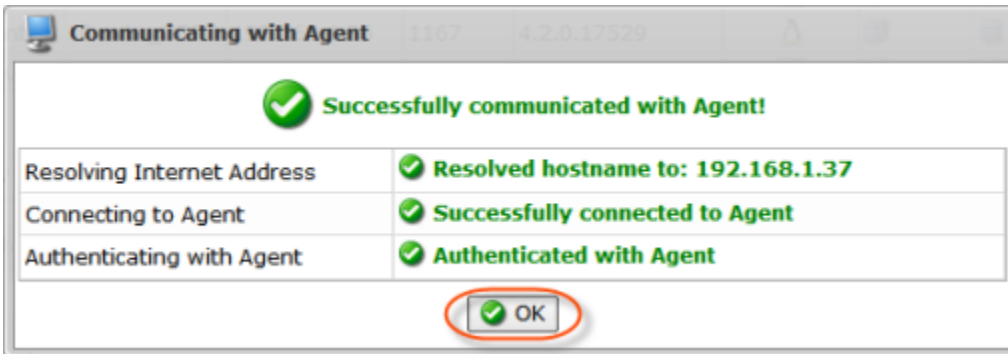 Communicating with Agent 1167 4.2.0.17529
Successfully communicated with Agent!
Resolving Internet Address Resolved hostname to: 192.168.1.37
Connecting to Agent Successfully connected to Agent
Authenticating with Agent Authenticated with Agent
OK